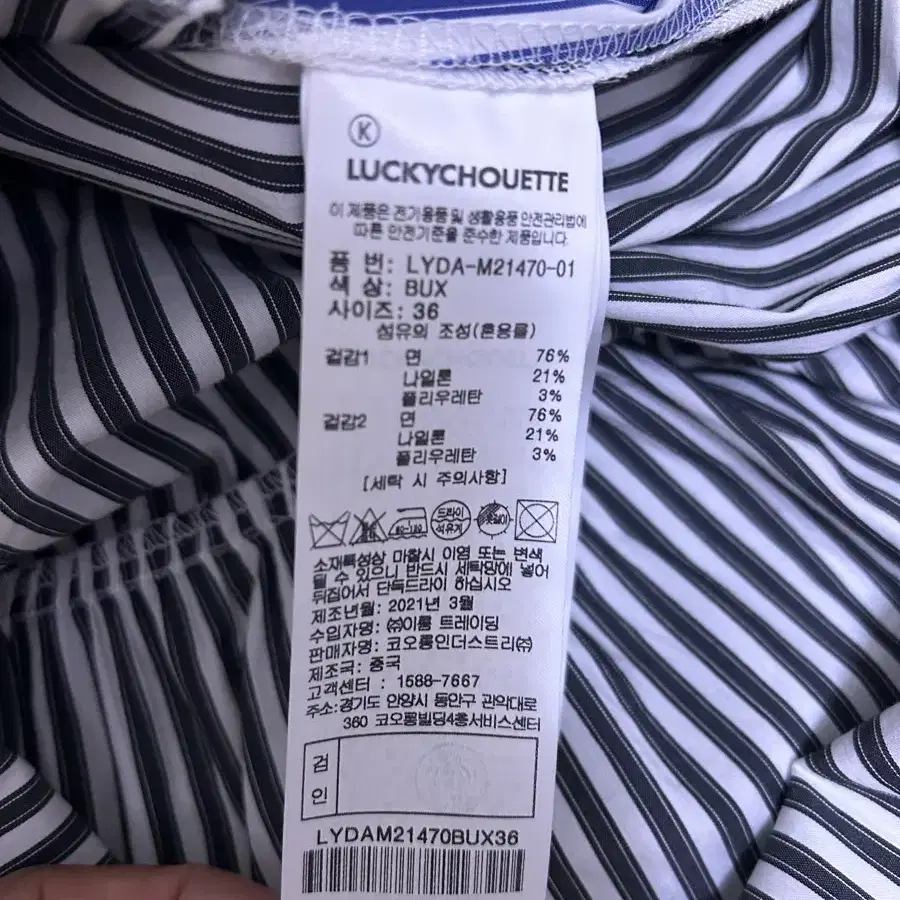 K
LUCKYCHOUETTE
이 제품은 전기용품 및 생활용품 안전관리법에
따른 안전기준을 준수한 제품입니다.
품 번: LYDA-M21470-01
색 상: BUX
사이즈: 36
섬유의 조성(혼용률)
겉감1 면 76%
나일론 21%
폴리우레탄 3%
겉감2 면 76%
나일론 21%
폴리우레탄 3%
[세탁 시 주의사항]
80-120 드라이 석유계 옷걸이
소재특성상 마찰시 이염 또는 변색
될 수 있으니 반드시 세탁망에 넣어
뒤집어서 단독드라이 하십시오
제조년월: 2021년 3월
수입자명: ㈜이룸 트레이딩
판매자명: 코오롱인더스트리㈜
제조국: 중국
고객센터 : 1588-7667
주소:경기도 안양시 동안구 관악대로
360 코오롱빌딩4층서비스센터
검
인
LYDAM21470BUX36